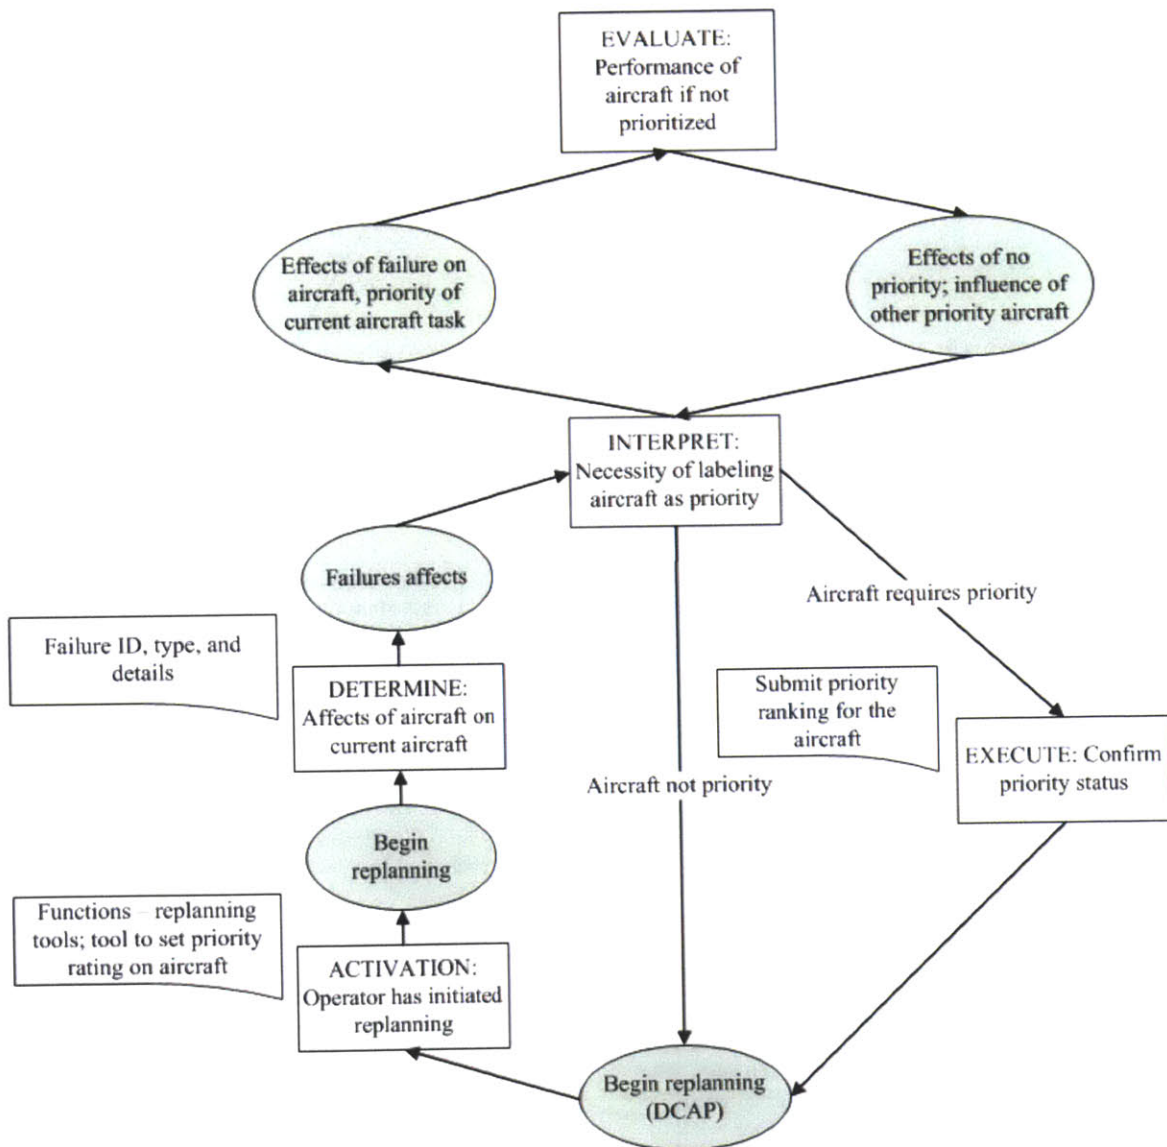 EVALUATE:
Performance of
aircraft if not
prioritized
Effects of failure on
aircraft, priority of
current aircraft task
Effects of no
priority; influence of
other priority aircraft
INTERPRET:
Necessity of labeling
aircraft as priority
Failures affects
Aircraft requires priority
Failure ID, type, and
details
DETERMINE:
Affects of aircraft on
current aircraft
Submit priority
ranking for the
aircraft
EXECUTE: Confirm
priority status
Aircraft not priority
Begin
replanning
Functions – replanning
tools; tool to set priority
rating on aircraft
ACTIVATION:
Operator has initiated
replanning
Begin replanning
(DCAP)